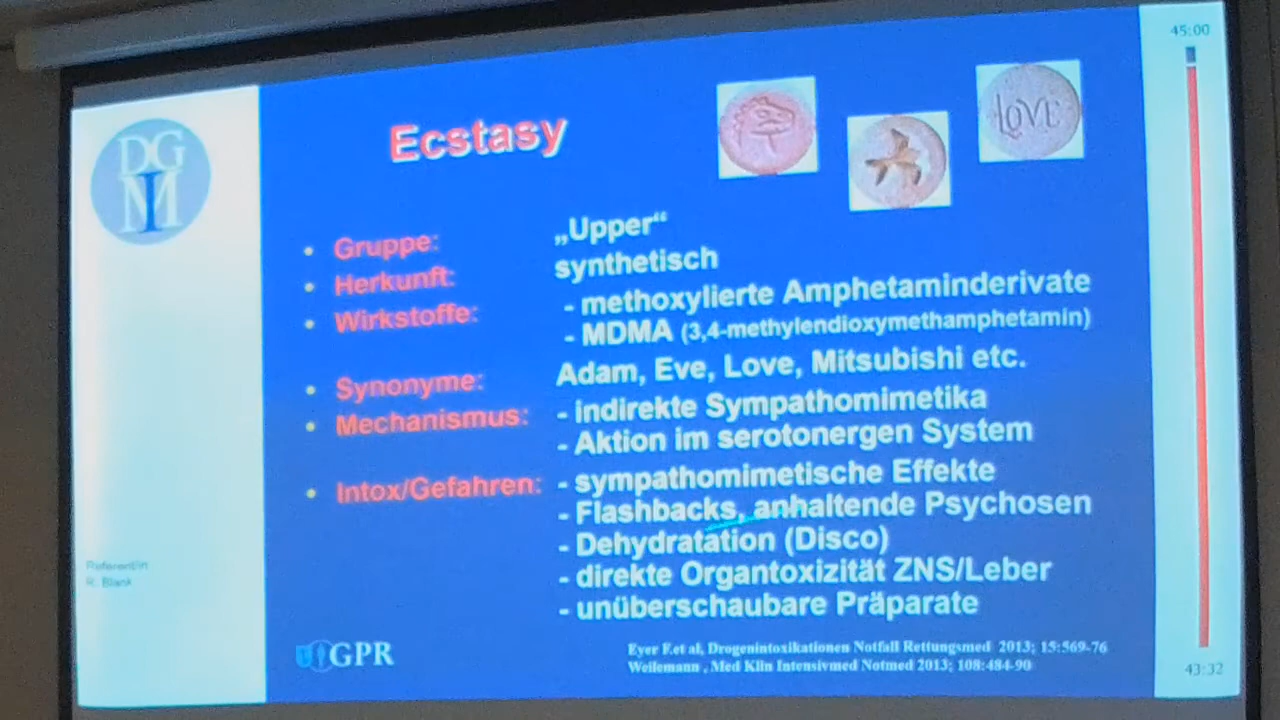 45:00
DG
IM
Ecstasy
LOVE
• Gruppe: „Upper“
• Herkunft: synthetisch
• Wirkstoffe: - methoxylierte Amphetaminderivate
- MDMA (3,4-methylendioxymethamphetamin)
• Synonyme: Adam, Eve, Love, Mitsubishi etc.
• Mechanismus: - indirekte Sympathomimetika
- Aktion im serotonergen System
• Intox/Gefahren: - sympathomimetische Effekte
- Flashbacks, anhaltende Psychosen
- Dehydratation (Disco)
- direkte Organtoxizität ZNS/Leber
- unüberschaubare Präparate
Referentin
R. Blank
GPR
Eyer F.et al, Drogenintoxikationen Notfall Rettungsmed 2013; 15:569-76
Weilemann , Med Klin Intensivmed Notmed 2013; 108:484-90
43:32